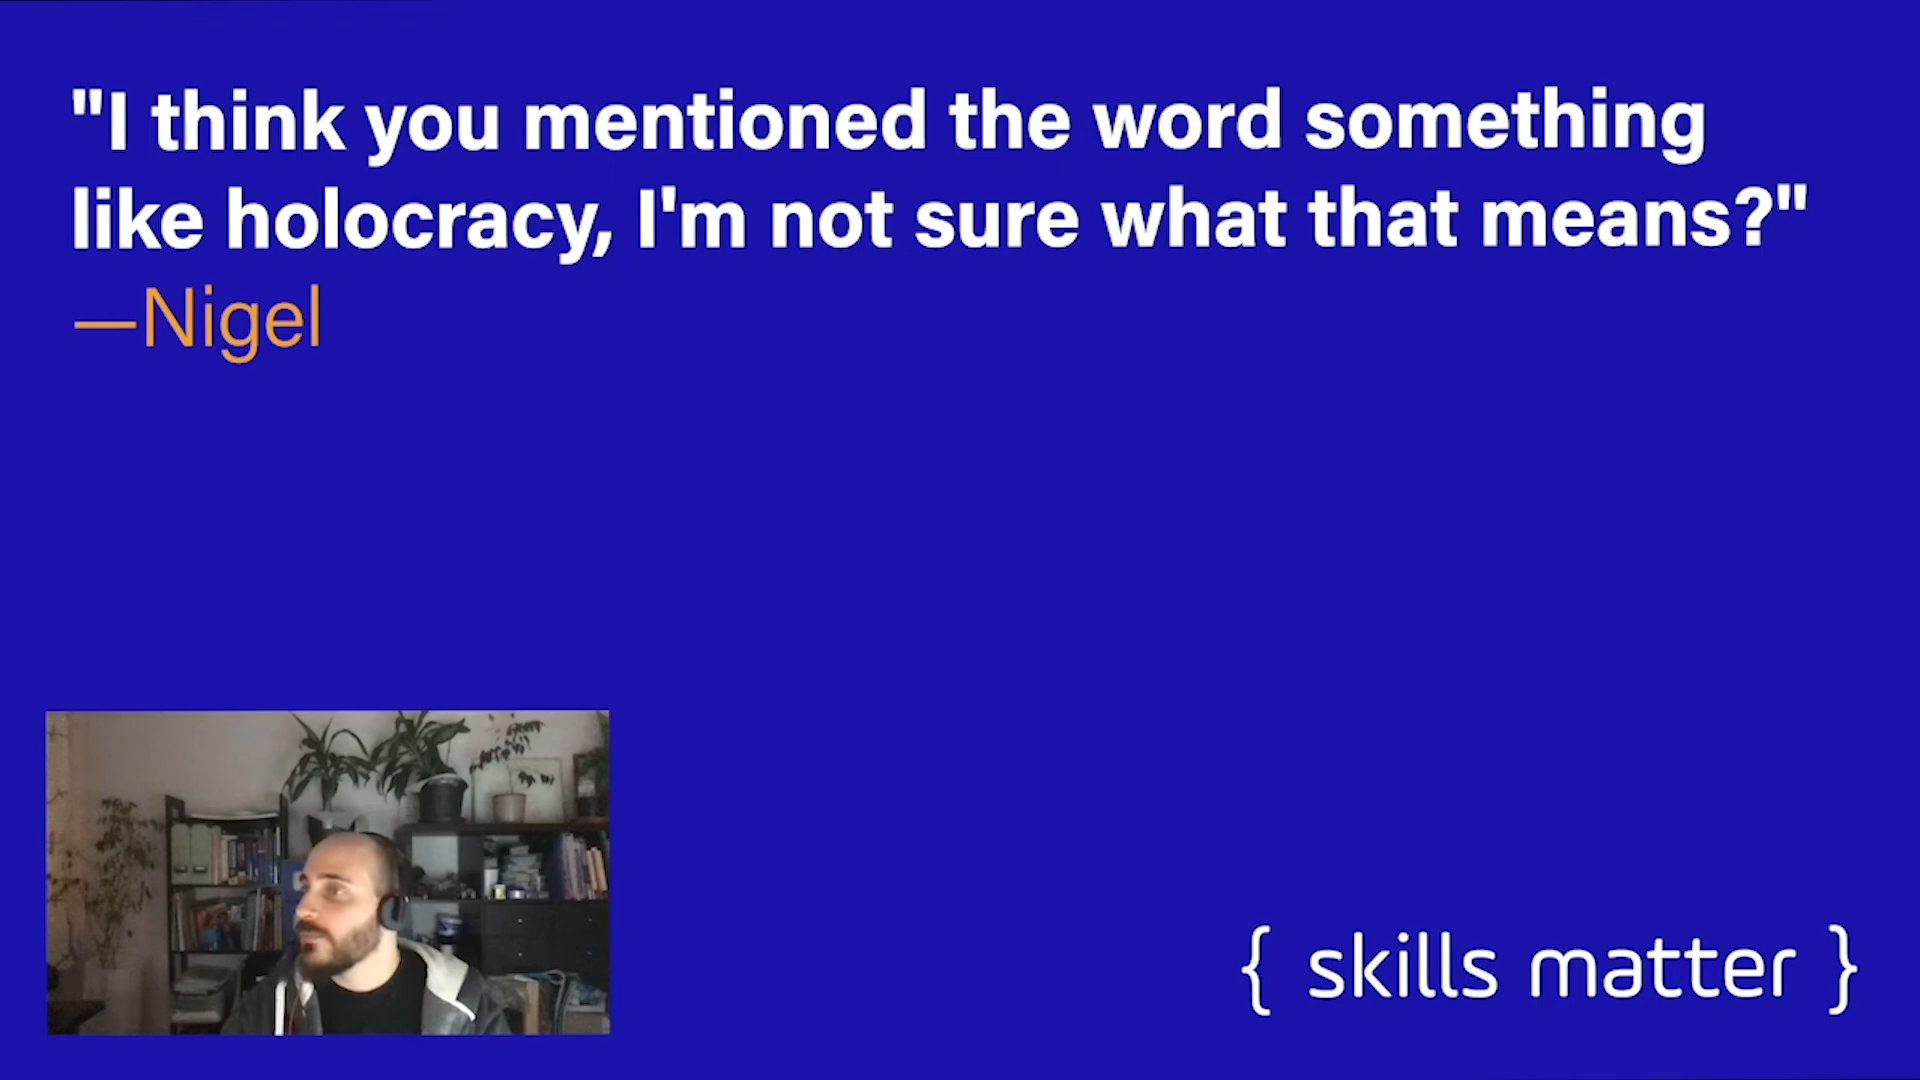 "I think you mentioned the word something
like holocracy, I'm not sure what that means?"
—Nigel
{ skills matter }